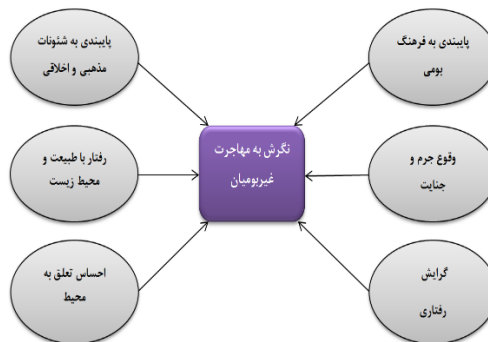 پایبندی به فرهنگ
بومی
پایبندی به شئونات
مذهبی و اخلاقی
نگرش به مهاجرت
غیربومیان
وقوع جرم و
جنایت
رفتار با طبیعت و
محیط زیست
گرایش
رفتاری
احساس تعلق به
محیط